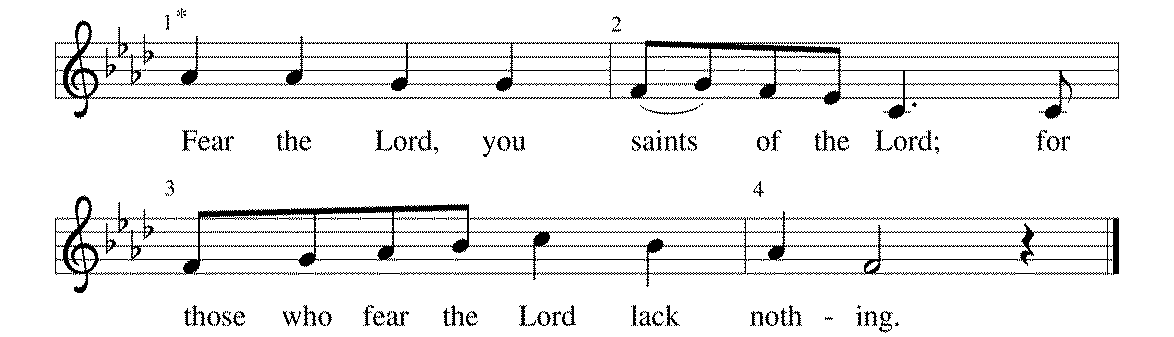 1* 2
Fear the Lord, you saints of the Lord; for
3 4
those who fear the Lord lack noth - ing.